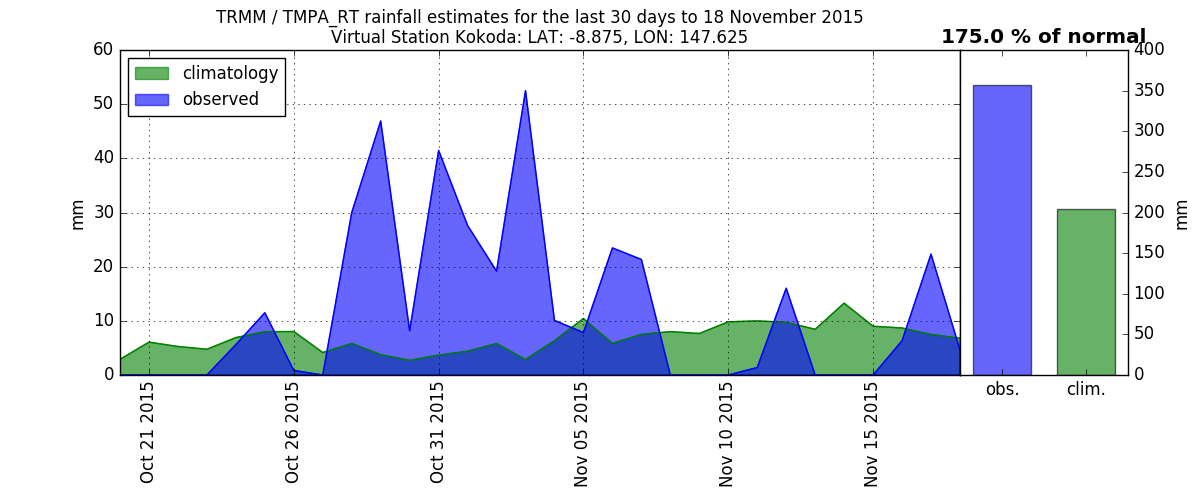 TRMM / TMPA_RT rainfall estimates for the last 30 days to 18 November 2015
Virtual Station Kokoda: LAT: -8.875, LON: 147.625
175.0 % of normal
climatology
observed
60
50
40
30
20
10
0
mm
Oct 21 2015
Oct 26 2015
Oct 31 2015
Nov 05 2015
Nov 10 2015
Nov 15 2015
obs.
clim.
400
350
300
250
200
150
100
50
0
mm